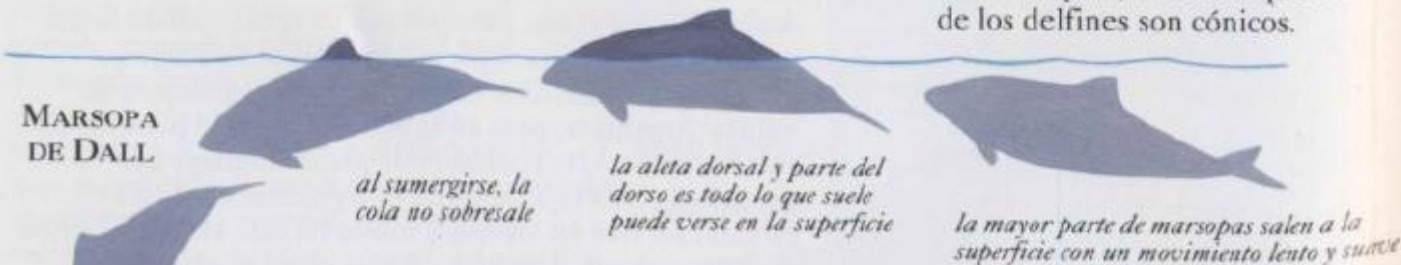 de los delfines son cónicos.
MARSOPA
DE DALL
al sumergirse, la
cola no sobresale
la aleta dorsal y parte del
dorso es todo lo que suele
puede verse en la superficie
la mayor parte de marsopas salen a la
superficie con un movimiento lento y suave